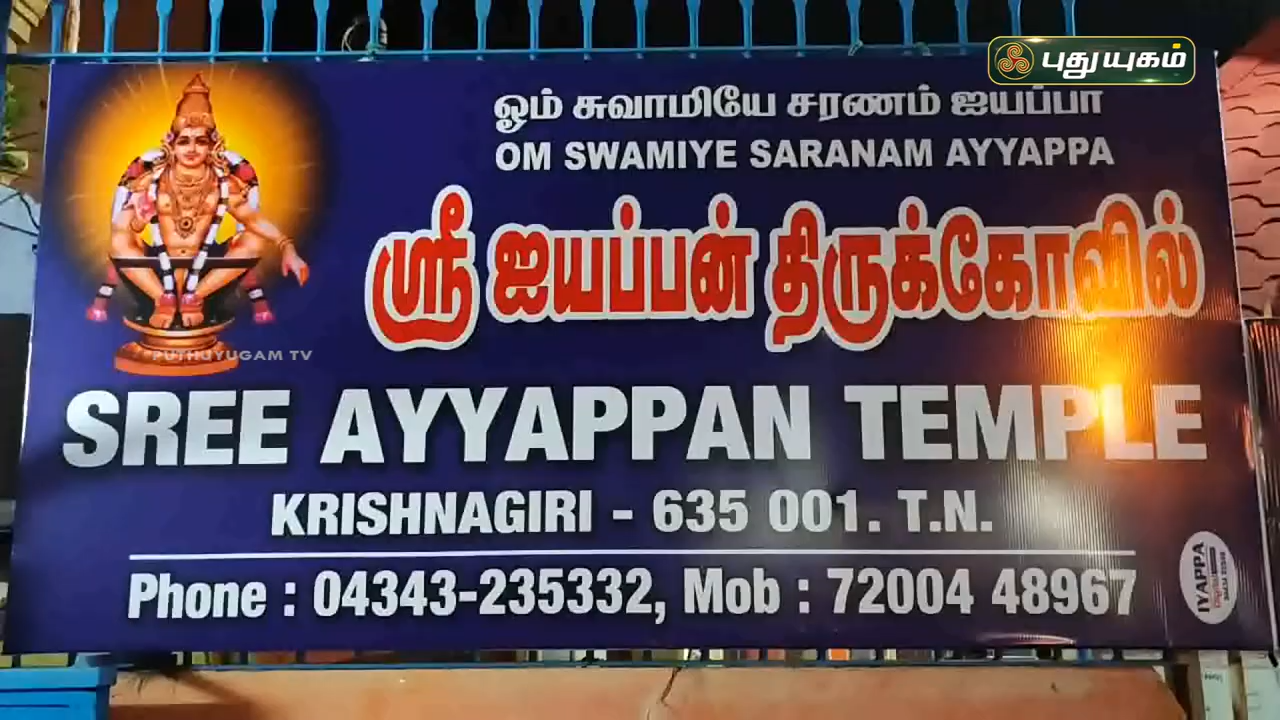 புதுயுகம்
ஓம் சுவாமியே சரணம் ஐயப்பா
OM SWAMIYE SARANAM AYYAPPA
ஸ்ரீ ஐயப்பன் திருக்கோவில்
PUTHUYUGAM TV
SREE AYYAPPAN TEMPLE
KRISHNAGIRI - 635 001. T.N.
Phone : 04343-235332, Mob : 72004 48967
IYAPPA